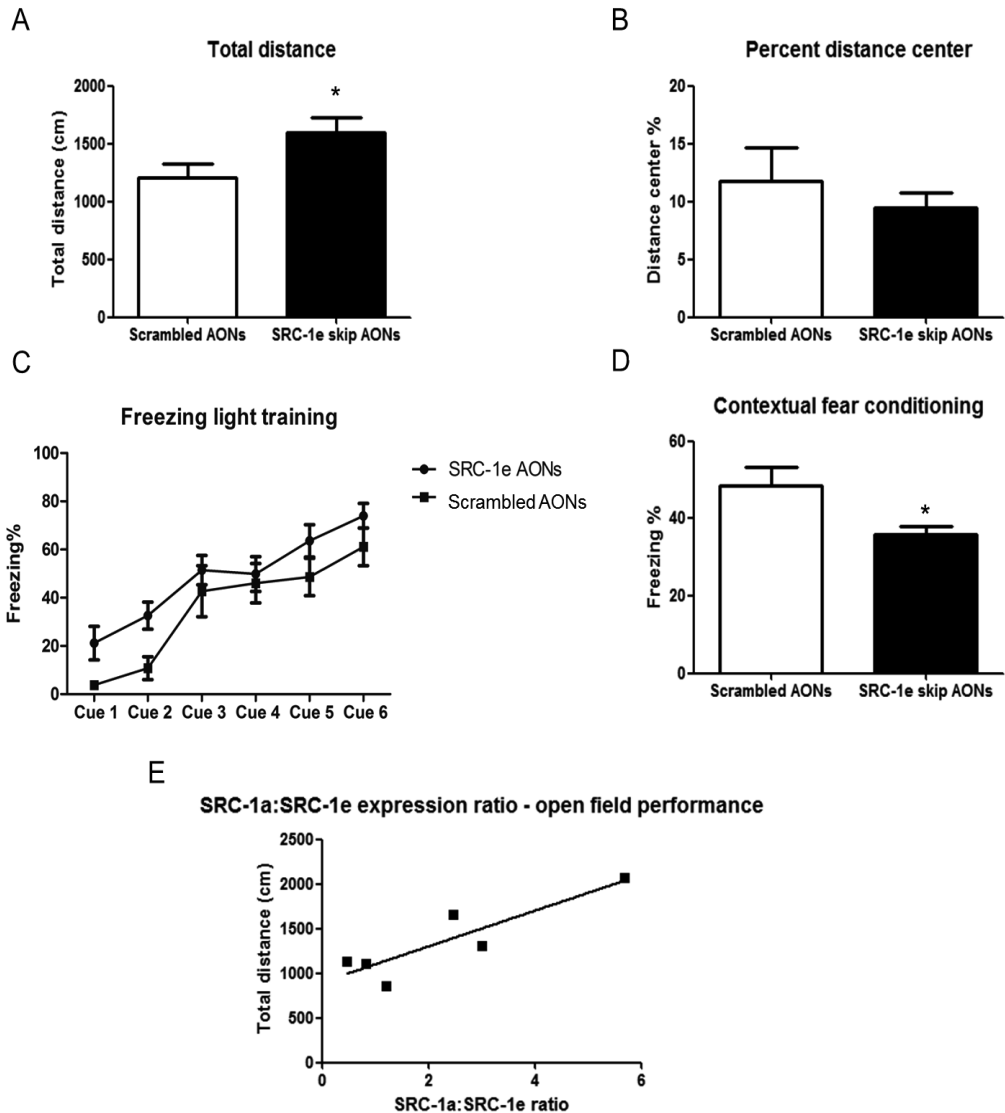 A
Total distance
Total distance (cm)
2000
1500
1000
500
0
*
Scrambled AONs
SRC-1e skip AONs
B
Percent distance center
Distance center %
20
15
10
5
0
Scrambled AONs
SRC-1e skip AONs
C
Freezing light training
Freezing%
100
80
60
40
20
0
Cue 1 Cue 2 Cue 3 Cue 4 Cue 5 Cue 6
SRC-1e AONs
Scrambled AONs
D
Contextual fear conditioning
Freezing %
60
40
20
0
*
Scrambled AONs
SRC-1e skip AONs
E
SRC-1a:SRC-1e expression ratio - open field performance
Total distance (cm)
2500
2000
1500
1000
500
0
0 2 4 6
SRC-1a:SRC-1e ratio